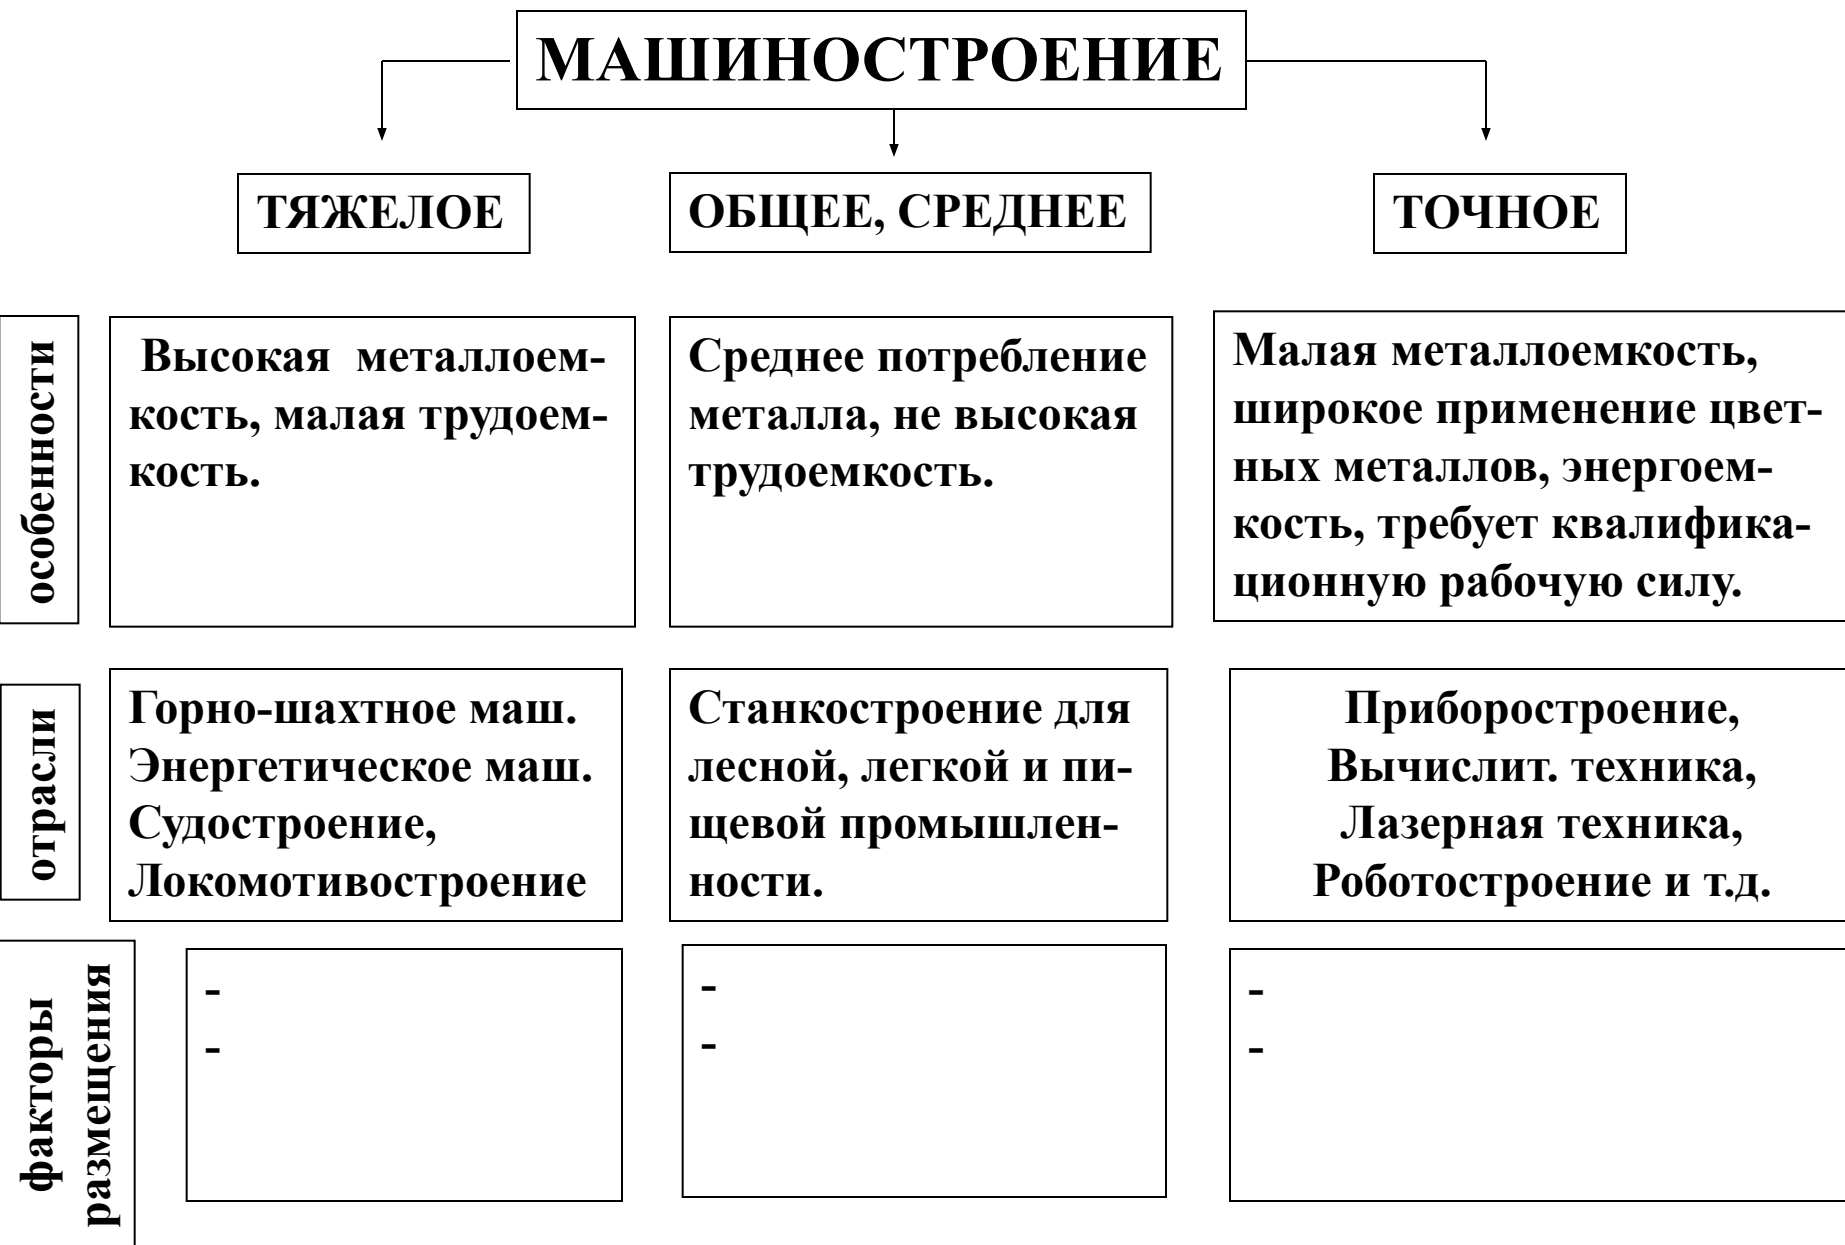 МАШИНОСТРОЕНИЕ
ТЯЖЕЛОЕ
ОБЩЕЕ, СРЕДНЕЕ
ТОЧНОЕ
особенности
Высокая металлоем-
кость, малая трудоем-
кость.
Среднее потребление
металла, не высокая
трудоемкость.
Малая металлоемкость,
широкое применение цвет-
ных металлов, энергоем-
кость, требует квалифика-
ционную рабочую силу.
отрасли
Горно-шахтное маш.
Энергетическое маш.
Судостроение,
Локомотивостроение
Станкостроение для
лесной, легкой и пи-
щевой промышлен-
ности.
Приборостроение,
Вычислит. техника,
Лазерная техника,
Роботостроение и т.д.
факторы
размещения
-
-
-
-
-
-